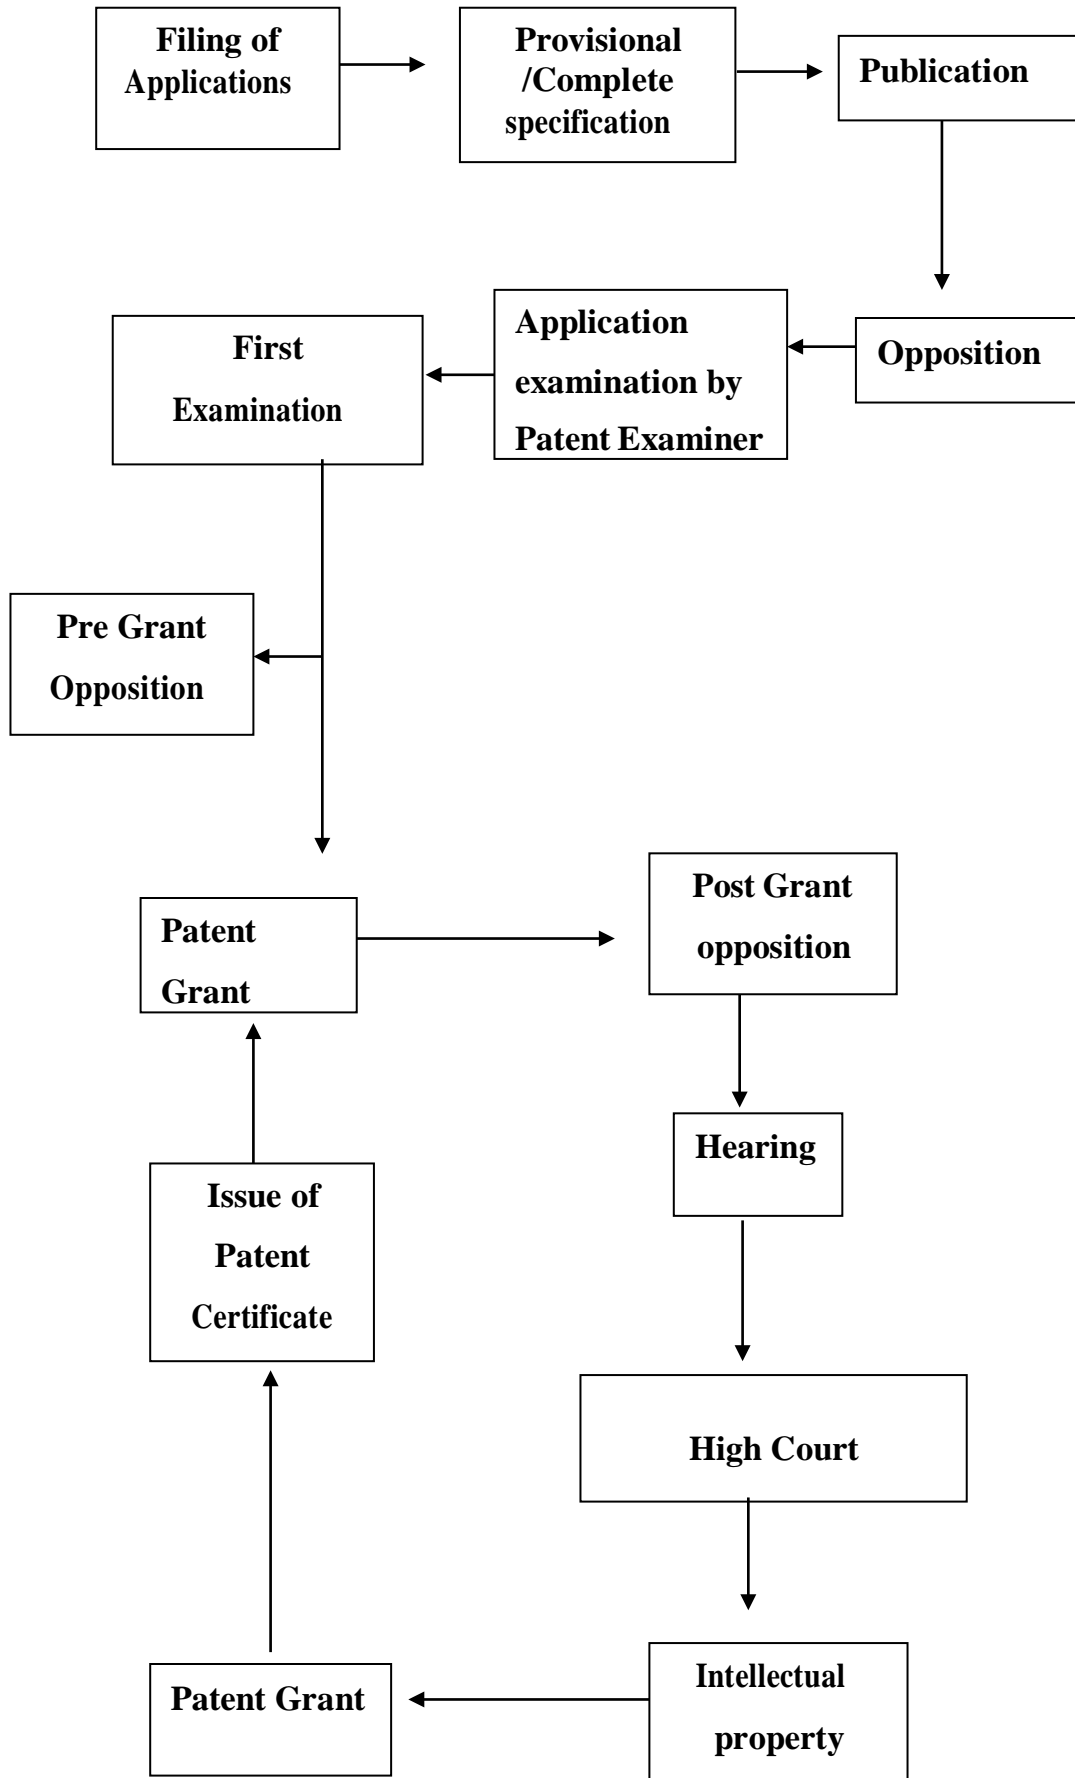 Filing of
Applications
Provisional
/Complete
specification
Publication
Opposition
Application
examination by
Patent Examiner
First
Examination
Pre Grant
Opposition
Patent
Grant
Post Grant
opposition
Hearing
High Court
Intellectual
property
Patent Grant
Issue of
Patent
Certificate